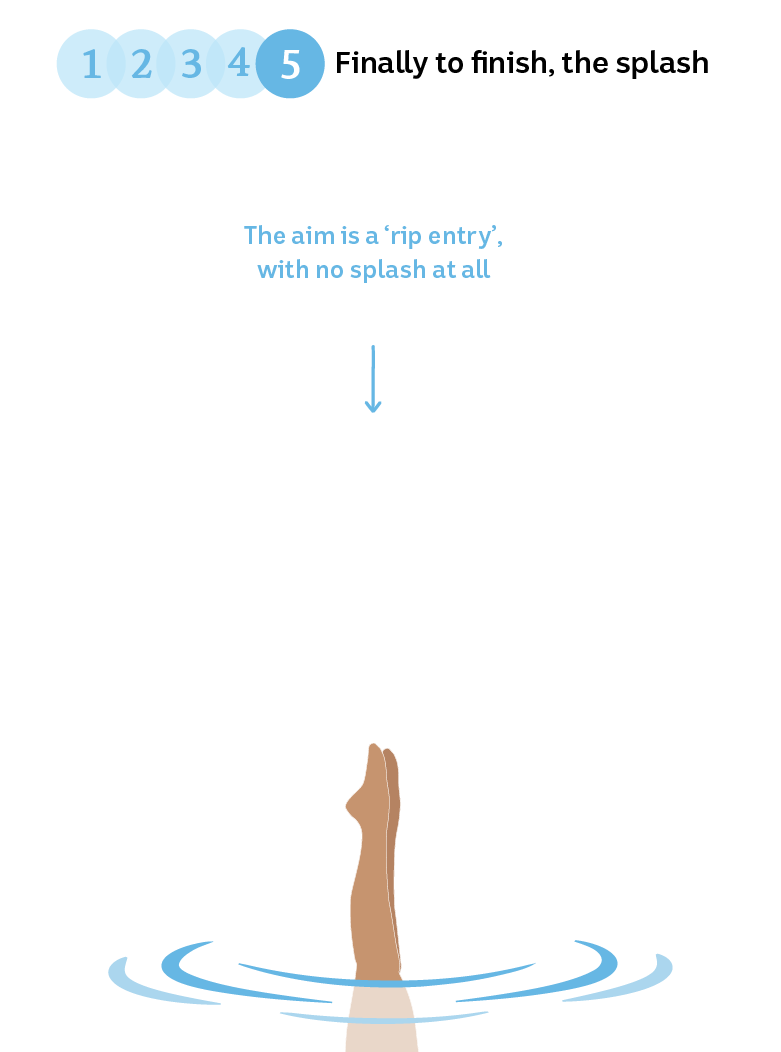 1 2 3 4 5 Finally to finish, the splash
The aim is a ‘rip entry’,
with no splash at all